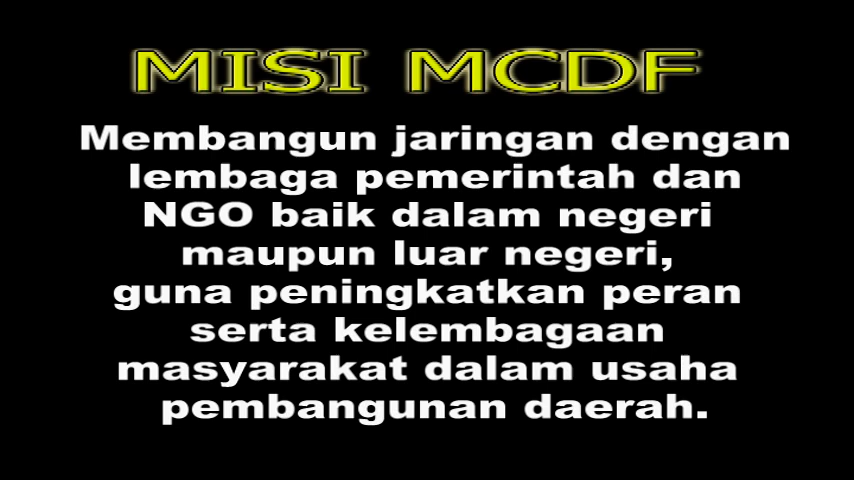 MISI MCDF
Membangun jaringan dengan
lembaga pemerintah dan
NGO baik dalam negeri
maupun luar negeri,
guna peningkatkan peran
serta kelembagaan
masyarakat dalam usaha
pembangunan daerah.